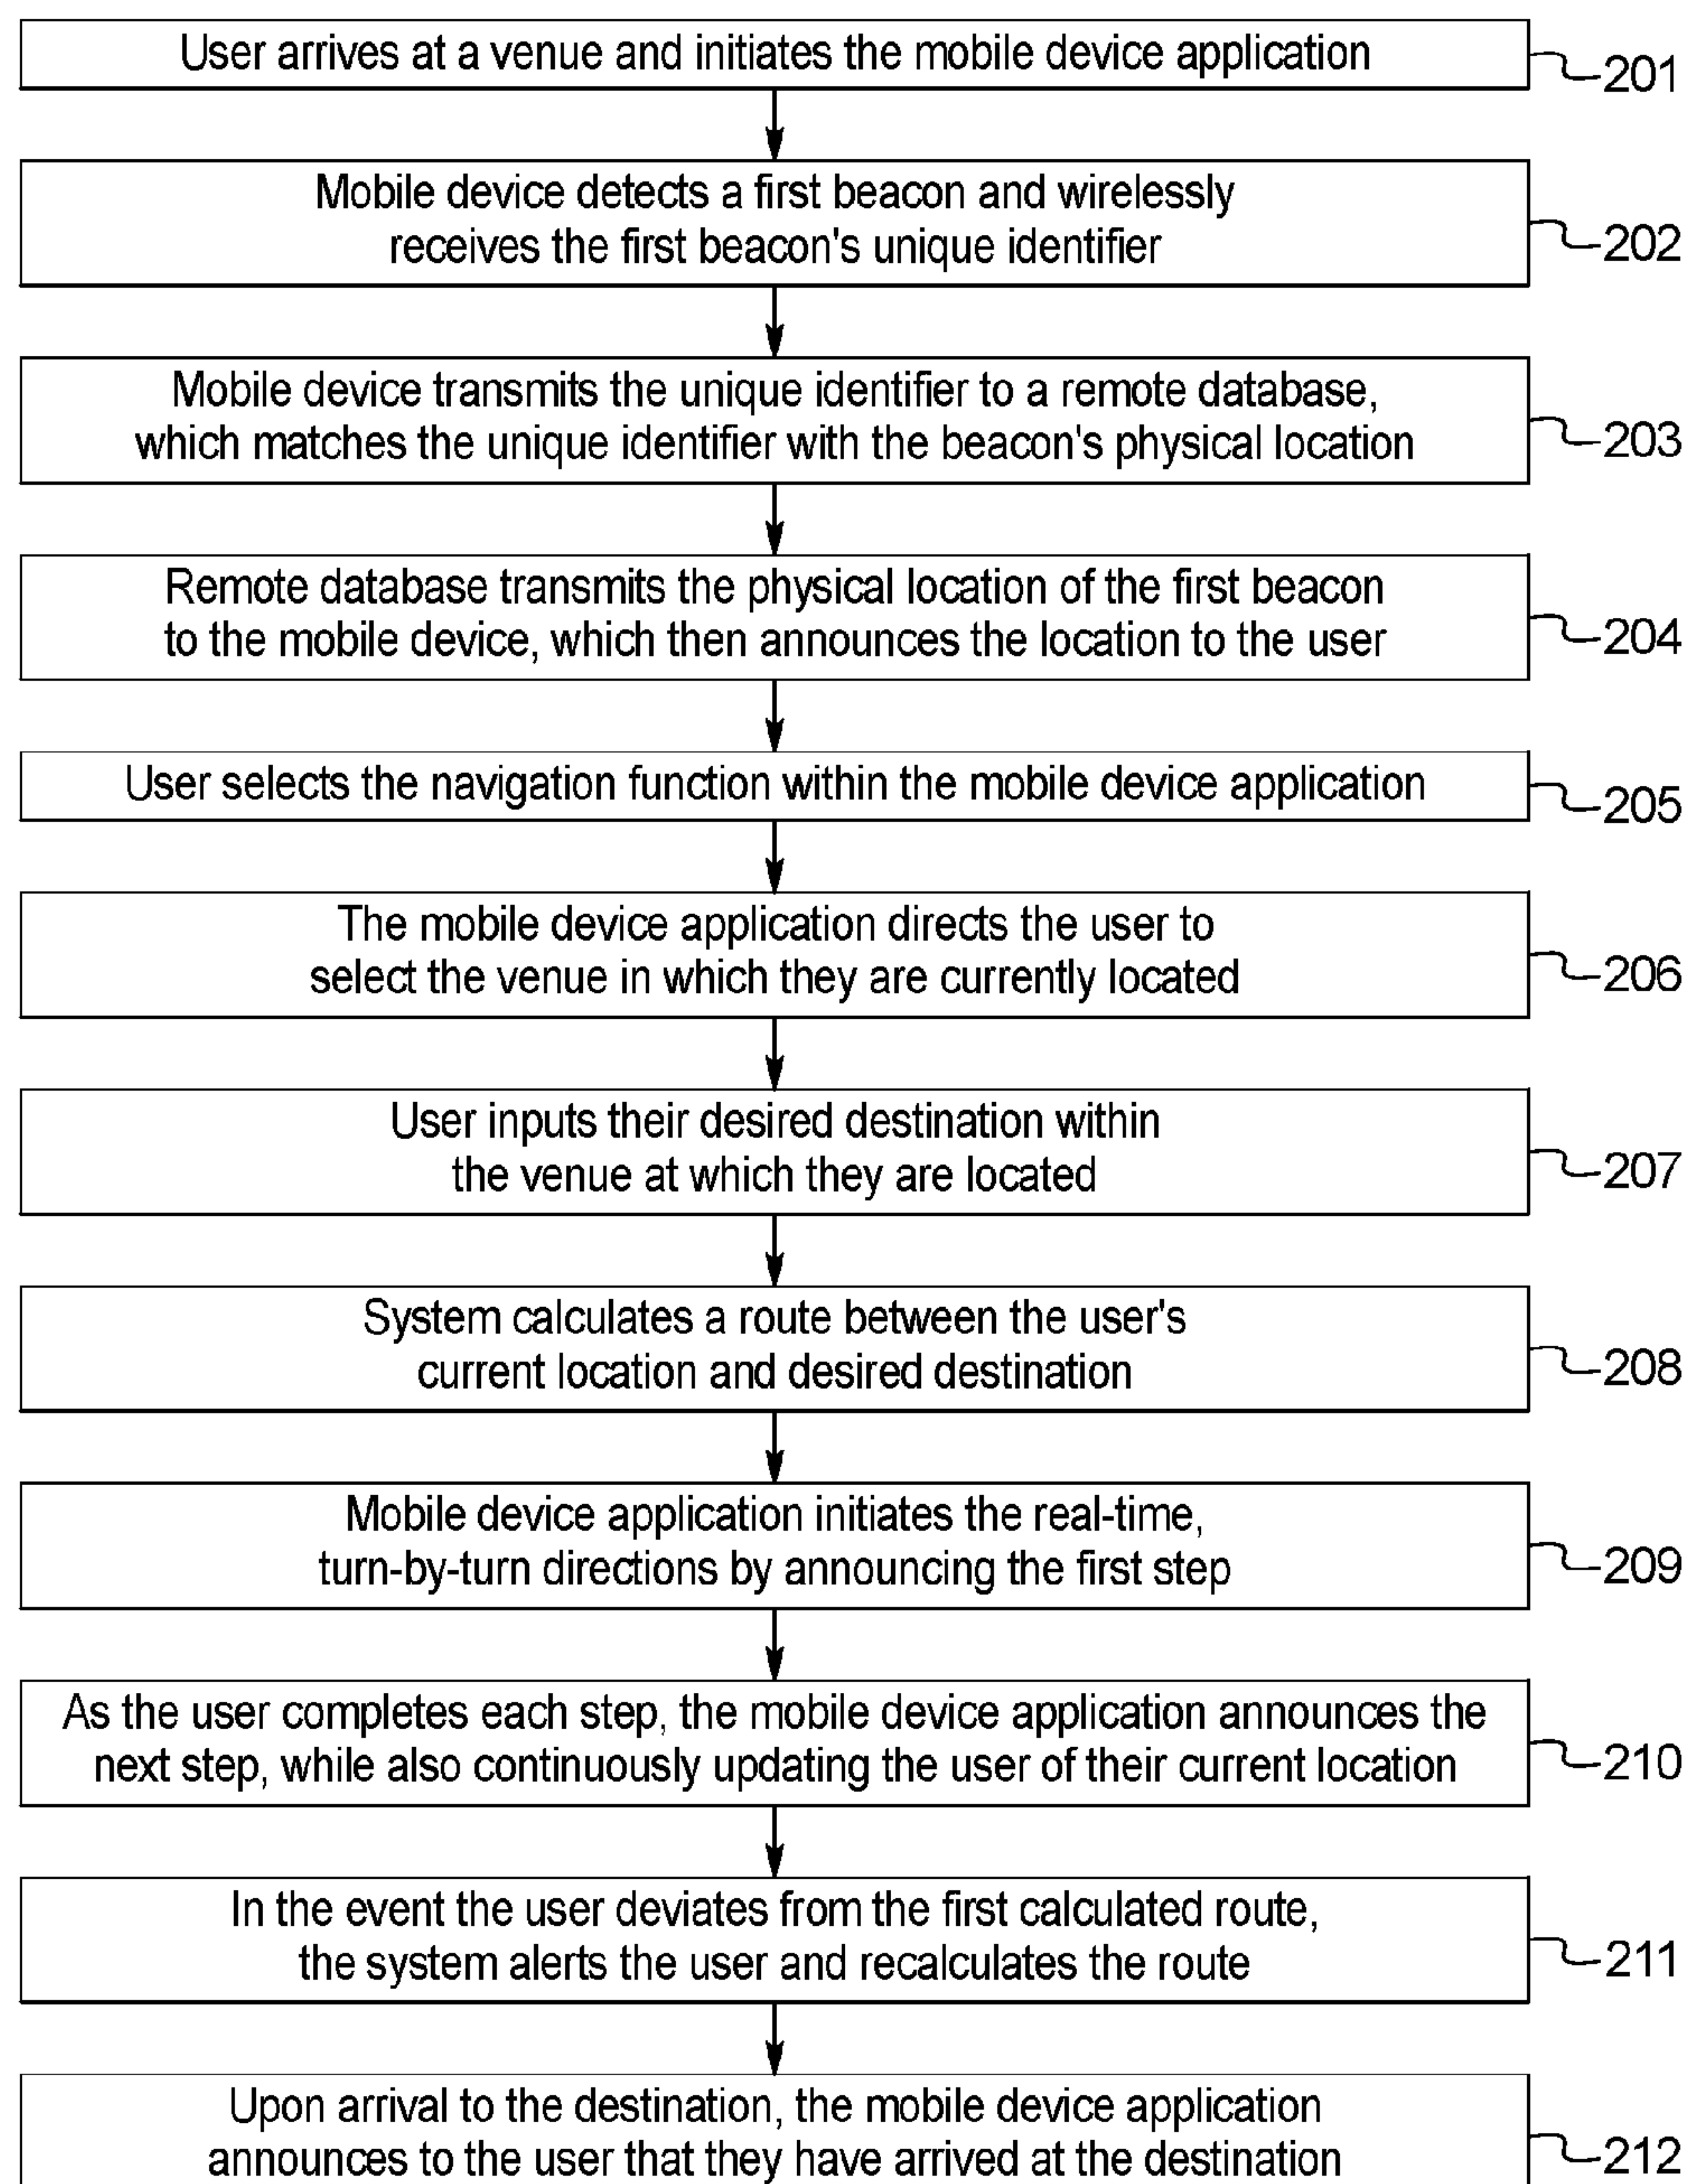 User arrives at a venue and initiates the mobile device application
201
Mobile device detects a first beacon and wirelessly
receives the first beacon's unique identifier
202
Mobile device transmits the unique identifier to a remote database,
which matches the unique identifier with the beacon's physical location
203
Remote database transmits the physical location of the first beacon
to the mobile device, which then announces the location to the user
204
User selects the navigation function within the mobile device application
205
The mobile device application directs the user to
select the venue in which they are currently located
206
User inputs their desired destination within
the venue at which they are located
207
System calculates a route between the user's
current location and desired destination
208
Mobile device application initiates the real-time,
turn-by-turn directions by announcing the first step
209
As the user completes each step, the mobile device application announces the
next step, while also continuously updating the user of their current location
210
In the event the user deviates from the first calculated route,
the system alerts the user and recalculates the route
211
Upon arrival to the destination, the mobile device application
announces to the user that they have arrived at the destination
212